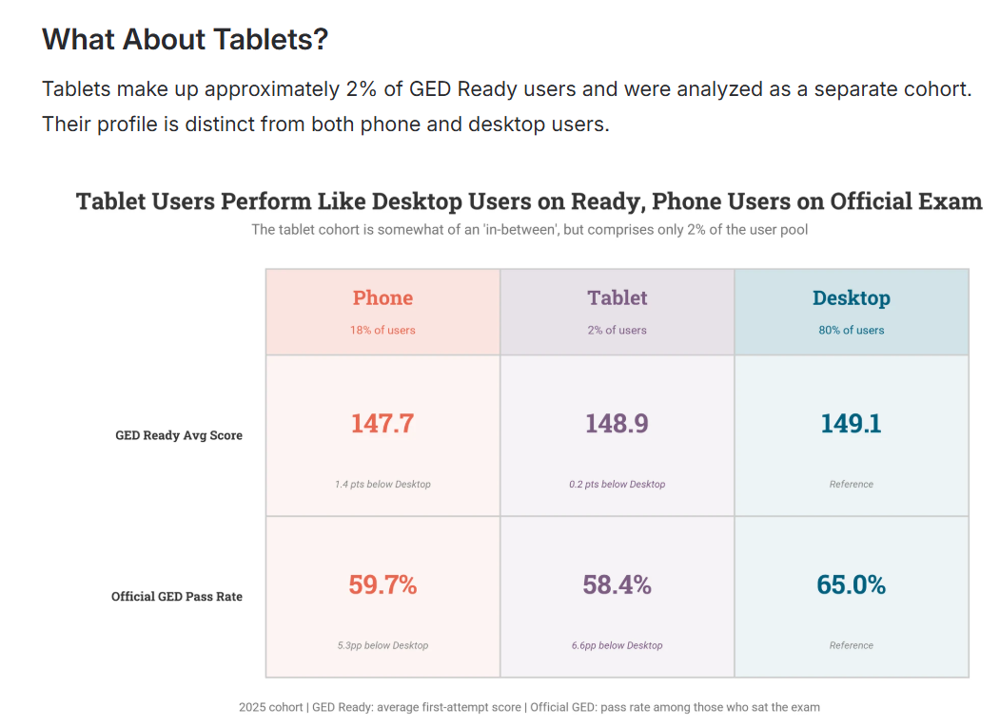 What About Tablets?
Tablets make up approximately 2% of GED Ready users and were analyzed as a separate cohort.
Their profile is distinct from both phone and desktop users.
Tablet Users Perform Like Desktop Users on Ready, Phone Users on Official Exam
The tablet cohort is somewhat of an 'in-between', but comprises only 2% of the user pool
Phone Tablet Desktop
18% of users 2% of users 80% of users
GED Ready Avg Score 147.7 148.9 149.1
1.4 pts below Desktop 0.2 pts below Desktop Reference
Official GED Pass Rate 59.7% 58.4% 65.0%
5.3pp below Desktop 6.6pp below Desktop Reference
2025 cohort | GED Ready: average first-attempt score | Official GED: pass rate among those who sat the exam